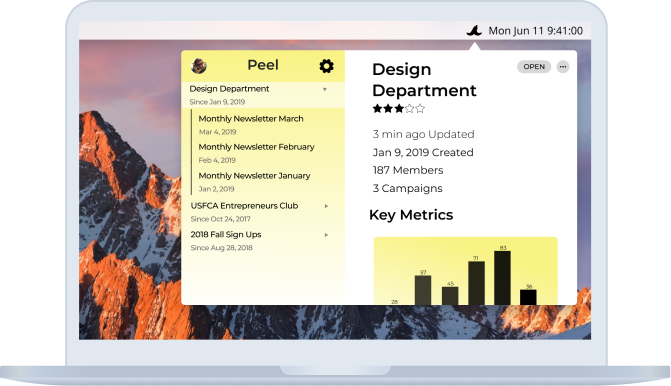 Mon Jun 11 9:41:00
Peel
Design Department
Since Jan 9, 2019
Monthly Newsletter March
Mar 4, 2019
Monthly Newsletter February
Feb 4, 2019
Monthly Newsletter January
Jan 2, 2019
USFCA Entrepreneurs Club
Since Oct 24, 2017
2018 Fall Sign Ups
Since Aug 28, 2018
Design
Department
OPEN
3 min ago Updated
Jan 9, 2019 Created
187 Members
3 Campaigns
Key Metrics
28
57
45
71
83
36